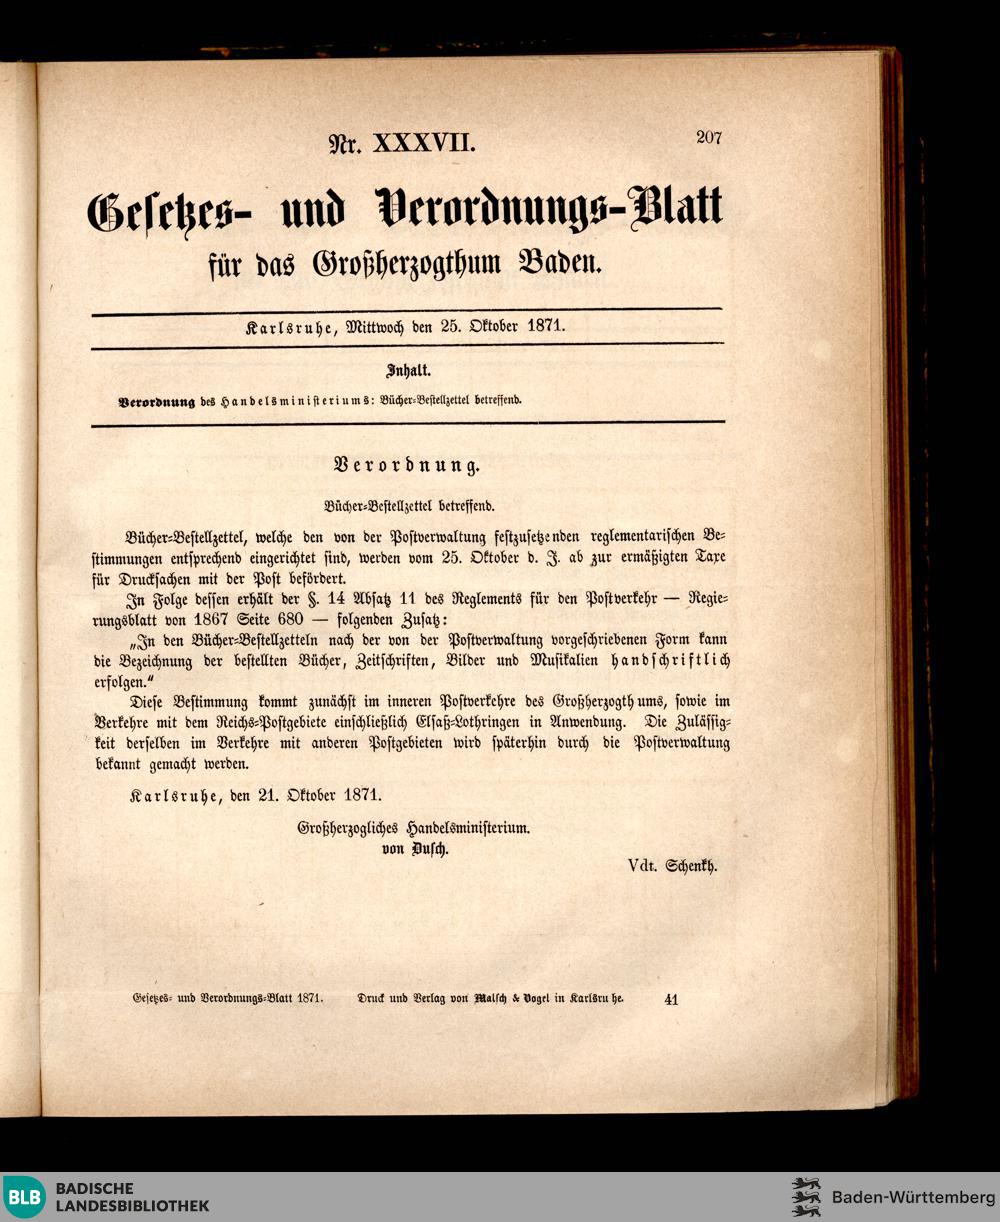 Nr. XXXVII.
207
Gesetzes- und Verordnungs-Blatt
für das Großherzogthum Baden.
Karlsruhe, Mittwoch den 25. Oktober 1871.
Inhalt.
Verordnung des Handelsministeriums: Bücher-Bestellzettel betreffend.
Verordnung.
Bücher-Bestellzettel betreffend.
Bücher-Bestellzettel, welche den von der Postverwaltung festzusetzenden reglementarischen Be-
stimmungen entsprechend eingerichtet sind, werden vom 25. Oktober d. J. ab zur ermäßigten Taxe
für Drucksachen mit der Post befördert.
In Folge dessen erhält der §. 14 Absatz 11 des Reglements für den Postverkehr — Regie-
rungsblatt von 1867 Seite 680 — folgenden Zusatz:
„In den Bücher-Bestellzetteln nach der von der Postverwaltung vorgeschriebenen Form kann
die Bezeichnung der bestellten Bücher, Zeitschriften, Bilder und Musikalien handschriftlich
erfolgen.“
Diese Bestimmung kommt zunächst im inneren Postverkehre des Großherzogthums, sowie im
Verkehre mit dem Reichs-Postgebiete einschließlich Elsaß-Lothringen in Anwendung. Die Zulässig-
keit derselben im Verkehre mit anderen Postgebieten wird späterhin durch die Postverwaltung
bekannt gemacht werden.
Karlsruhe, den 21. Oktober 1871.
Großherzogliches Handelsministerium.
von Dusch.
Vdt. Schenkh.
Gesetzes- und Verordnungs-Blatt 1871. Druck und Verlag von Malsch & Vogel in Karlsruhe. 41
BLB BADISCHE
LANDESBIBLIOTHEK
Baden-Württemberg